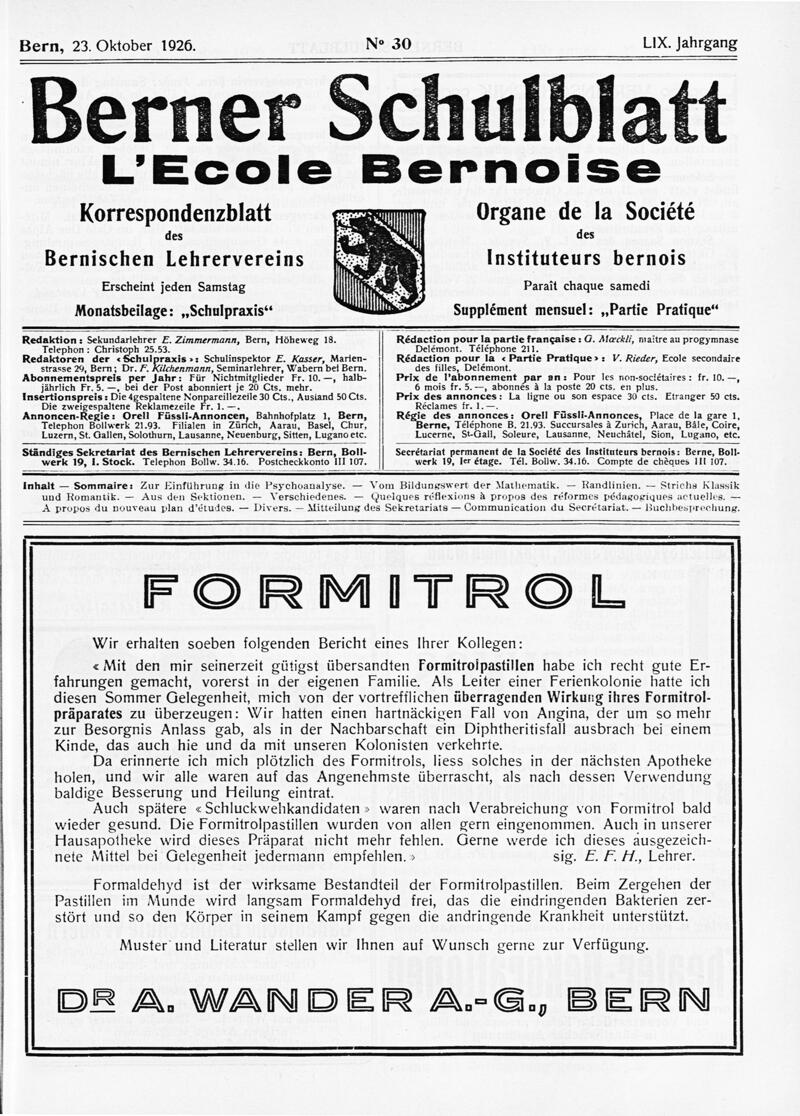 Bern, 23. Oktober 1926. N° 30 LIX. Jahrgang
Berner Schulblatt
L'Ecole Bernoise
Korrespondenzblatt
des
Bernischen Lehrervereins
Erscheint jeden Samstag
Monatsbeilage: „Schulpraxis“
Organe de la Société
des
Instituteurs bernois
Paraît chaque samedi
Supplément mensuel: „Partie Pratique“
Redaktion: Sekundarlehrer E. Zimmermann, Bern, Höheweg 18.
Telephon: Christoph 25.53.
Redaktoren der «Schulpraxis»: Schulinspektor E. Kasser, Marien-
strasse 29, Bern; Dr. F. Kilchenmann, Seminarlehrer, Wabern bei Bern.
Abonnementspreis per Jahr: Für Nichtmitglieder Fr. 10.—, halb-
jährlich Fr. 5.—, bei der Post abonniert je 20 Cts. mehr.
Insertionspreis: Die 4gespaltene Nonpareillezeile 30 Cts., Ausland 50 Cts.
Die zweigespaltene Reklamezeile Fr. 1.—.
Annoncen-Regie: Orell Füssli-Annoncen, Bahnhofplatz 1, Bern,
Telephon Bollwerk 21.93. Filialen in Zürich, Aarau, Basel, Chur,
Luzern, St. Gallen, Solothurn, Lausanne, Neuenburg, Sitten, Lugano etc.
Ständiges Sekretariat des Bernischen Lehrervereins: Bern, Boll-
werk 19, I. Stock. Telephon Bollw. 34.16. Postcheckkonto III 107.
Rédaction pour la partie française: G. Mœckli, maître au progymnase
Delémont. Téléphone 211.
Rédaction pour la «Partie Pratique»: V. Rieder, Ecole secondaire
des filles, Delémont.
Prix de l'abonnement par an: Pour les non-sociétaires: fr. 10.—,
6 mois fr. 5.—, abonnés à la poste 20 cts. en plus.
Prix des annonces: La ligne ou son espace 30 cts. Etranger 50 cts.
Réclames fr. 1.—.
Régie des annonces: Orell Füssli-Annonces, Place de la gare 1,
Berne, Téléphone B. 21.93. Succursales à Zurich, Aarau, Bâle, Coire,
Lucerne, St-Gall, Soleure, Lausanne, Neuchâtel, Sion, Lugano, etc.
Secrétariat permanent de la Société des Instituteurs bernois: Berne, Boll-
werk 19, 1er étage. Tél. Bollw. 34.16. Compte de chèques III 107.
Inhalt — Sommaire: Zur Einführung in die Psychoanalyse. — Vom Bildungswert der Mathematik. — Randlinien. — Strichs Klassik
und Romantik. — Aus den Sektionen. — Verschiedenes. — Quelques réflexions à propos des réformes pédagogiques actuelles. —
A propos du nouveau plan d'études. — Divers. — Mitteilung des Sekretariats — Communication du Secrétariat. — Buchbesprechung.
FORMITROL
Wir erhalten soeben folgenden Bericht eines Ihrer Kollegen:
«Mit den mir seinerzeit gütigst übersandten Formitrolpastillen habe ich recht gute Er-
fahrungen gemacht, vorerst in der eigenen Familie. Als Leiter einer Ferienkolonie hatte ich
diesen Sommer Gelegenheit, mich von der vortrefflichen überragenden Wirkung ihres Formitrol-
präparates zu überzeugen: Wir hatten einen hartnäckigen Fall von Angina, der um so mehr
zur Besorgnis Anlass gab, als in der Nachbarschaft ein Diphtheritisfall ausbrach bei einem
Kinde, das auch hie und da mit unseren Kolonisten verkehrte.
Da erinnerte ich mich plötzlich des Formitrols, liess solches in der nächsten Apotheke
holen, und wir alle waren auf das Angenehmste überrascht, als nach dessen Verwendung
baldige Besserung und Heilung eintrat.
Auch spätere «Schluckwehkandidaten» waren nach Verabreichung von Formitrol bald
wieder gesund. Die Formitrolpastillen wurden von allen gern eingenommen. Auch in unserer
Hausapotheke wird dieses Präparat nicht mehr fehlen. Gerne werde ich dieses ausgezeich-
nete Mittel bei Gelegenheit jedermann empfehlen.» sig. E. F. H., Lehrer.
Formaldehyd ist der wirksame Bestandteil der Formitrolpastillen. Beim Zergehen der
Pastillen im Munde wird langsam Formaldehyd frei, das die eindringenden Bakterien zer-
stört und so den Körper in seinem Kampf gegen die andringende Krankheit unterstützt.
Muster und Literatur stellen wir Ihnen auf Wunsch gerne zur Verfügung.
DR A. WANDER A.-G., BERN